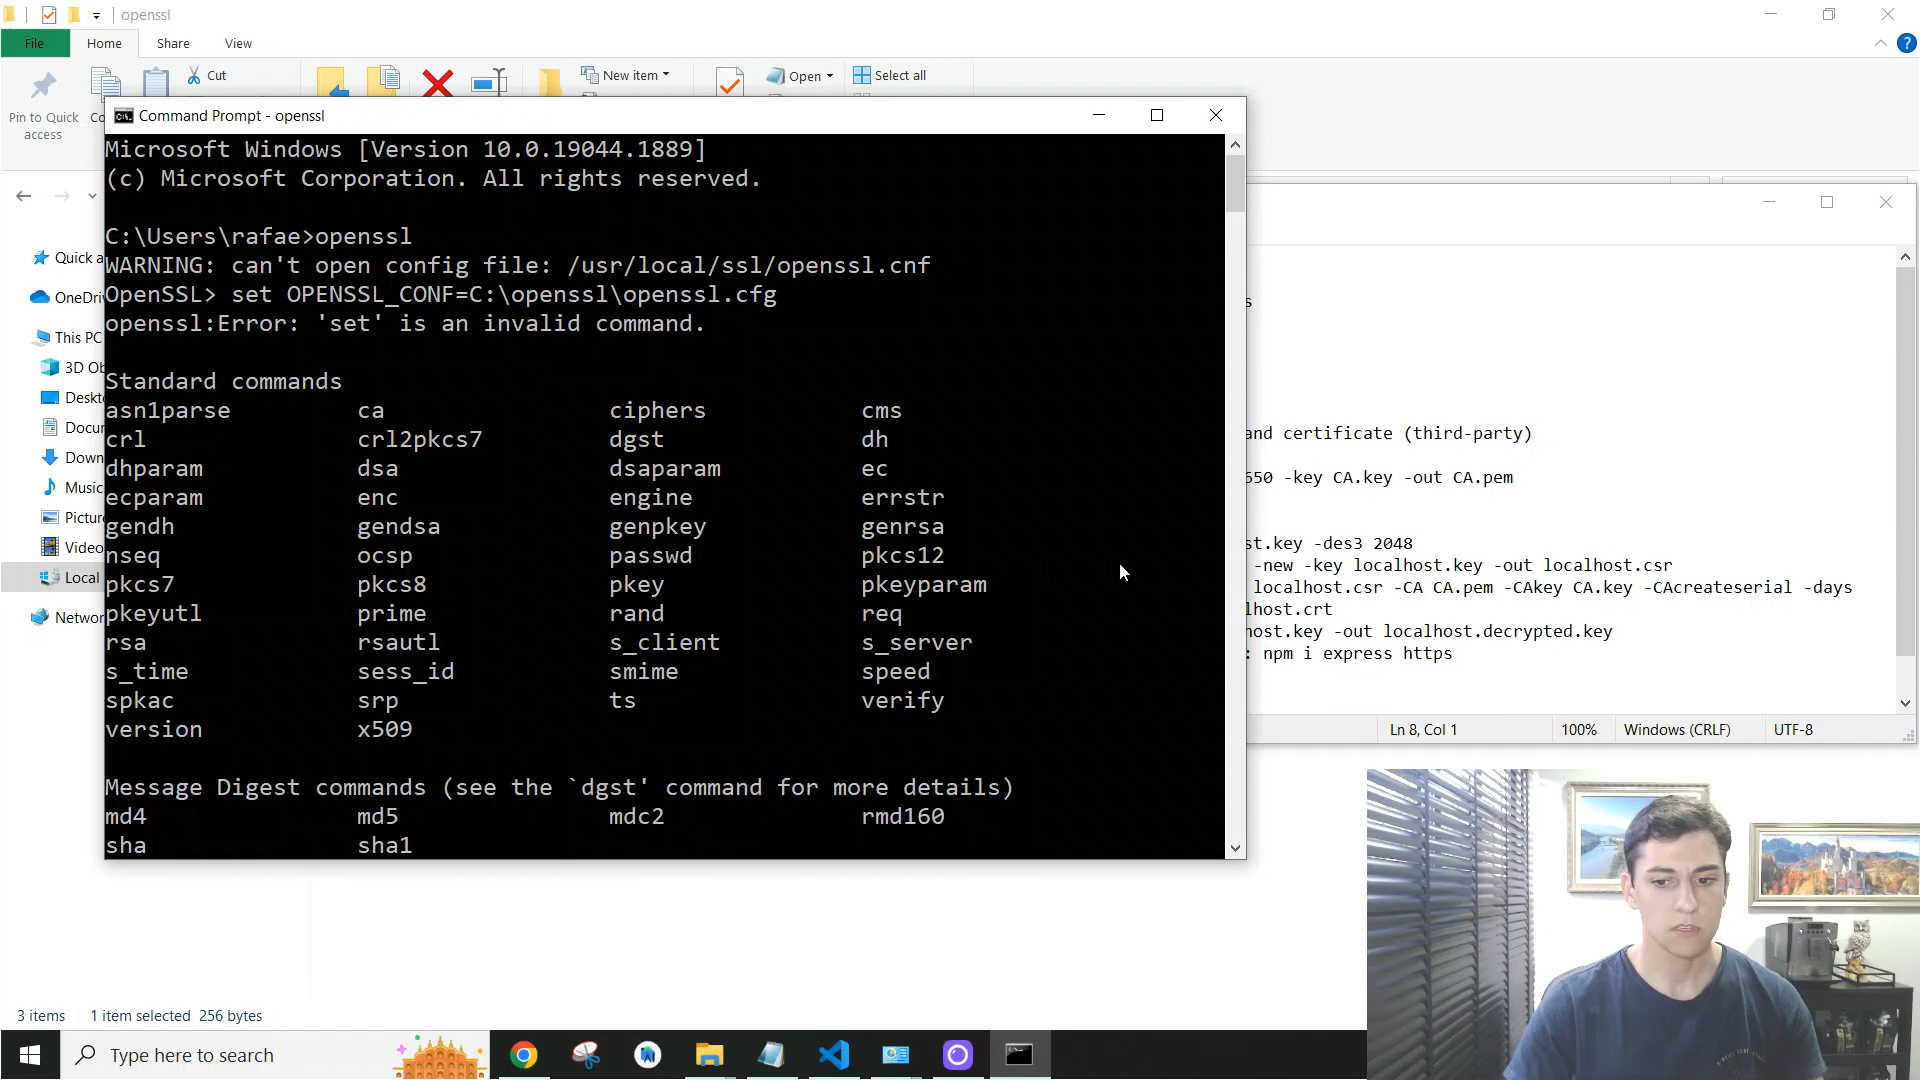 openssl
File
Home
Share
View
Pin to Quick
access
Cut
New item
Open
Select all
Command Prompt - openssl
Microsoft Windows [Version 10.0.19044.1889]
(c) Microsoft Corporation. All rights reserved.
C:\Users\rafae>openssl
WARNING: can't open config file: /usr/local/ssl/openssl.cnf
OpenSSL> set OPENSSL_CONF=C:\openssl\openssl.cfg
openssl:Error: 'set' is an invalid command.
Standard commands
asn1parse ca ciphers cms
crl crl2pkcs7 dgst dh
dhparam dsa dsaparam ec
ecparam enc engine errstr
gendh gendsa genpkey genrsa
nseq ocsp passwd pkcs12
pkcs7 pkcs8 pkey pkeyparam
pkeyutl prime rand req
rsa rsautl s_client s_server
s_time sess_id smime speed
spkac srp ts verify
version x509
Message Digest commands (see the `dgst' command for more details)
md4 md5 mdc2 rmd160
sha sha1
Quick a
OneDriv
This PC
3D Ob
Deskto
Docum
Downl
Music
Picture
Video
Local
Networ
s
and certificate (third-party)
650 -key CA.key -out CA.pem
st.key -des3 2048
-new -key localhost.key -out localhost.csr
localhost.csr -CA CA.pem -CAkey CA.key -CAcreateserial -days
lhost.crt
ost.key -out localhost.decrypted.key
: npm i express https
Ln 8, Col 1
100%
Windows (CRLF)
UTF-8
3 items
1 item selected 256 bytes
Type here to search